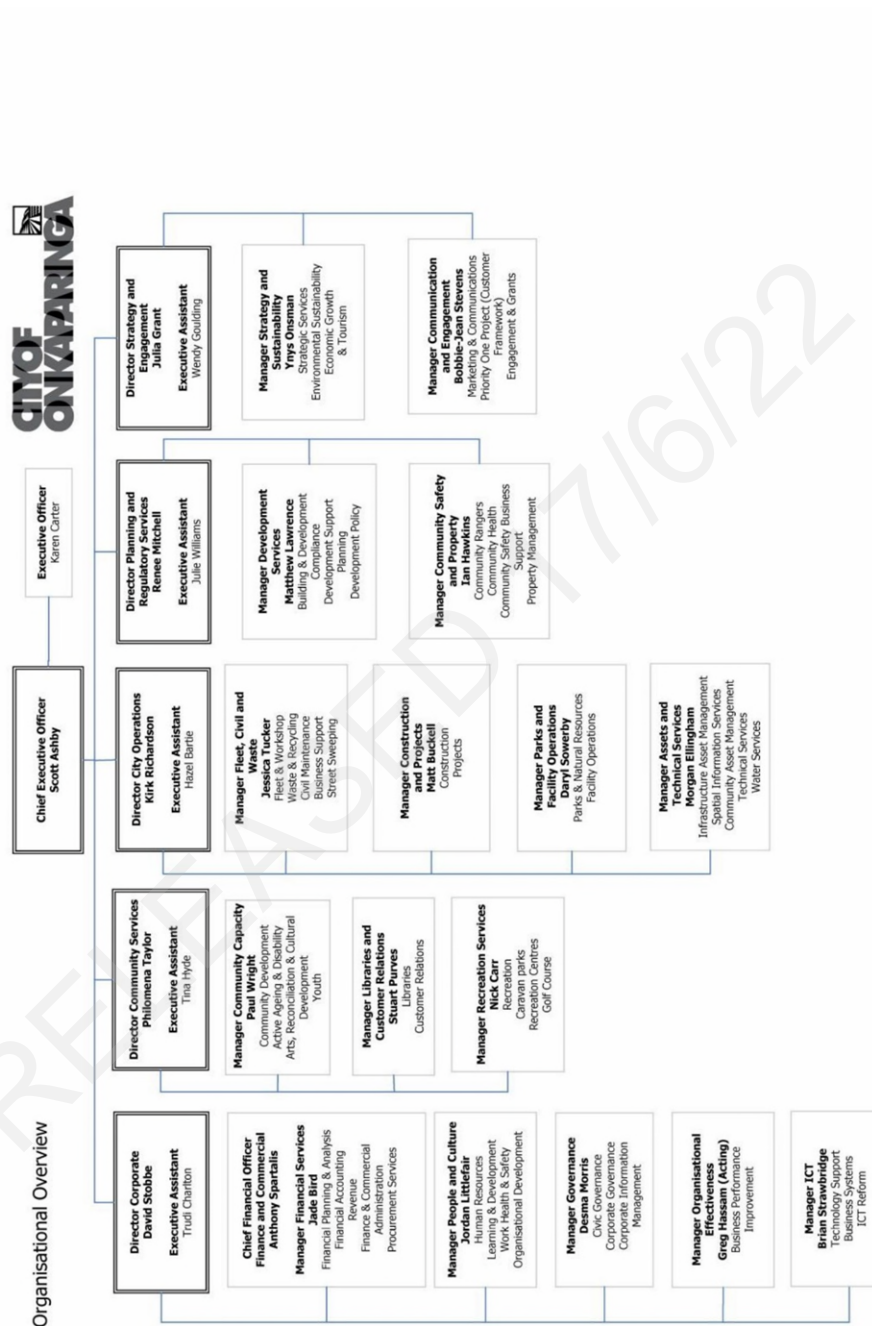 Organisational Overview
CITY OF
ONKAPARINGA
Chief Executive Officer
Scott Ashby
Executive Officer
Karen Carter
Director Corporate
David Stobbe
Executive Assistant
Trudi Charlton
Chief Financial Officer
Finance and Commercial
Anthony Spartalis
Manager Financial Services
Jade Bird
Financial Planning & Analysis
Financial Accounting
Revenue
Finance & Commercial
Administration
Procurement Services
Manager People and Culture
Jordan Littlefair
Human Resources
Learning & Development
Work Health & Safety
Organisational Development
Manager Governance
Desma Morris
Civic Governance
Corporate Governance
Corporate Information
Management
Manager Organisational
Effectiveness
Greg Hassam (Acting)
Business Performance
Improvement
Manager ICT
Brian Strawbridge
Technology Support
Business Systems
ICT Reform
Director Community Services
Philomena Taylor
Executive Assistant
Tina Hyde
Manager Community Capacity
Paul Wright
Community Development
Active Ageing & Disability
Arts, Reconciliation & Cultural
Development
Youth
Manager Libraries and
Customer Relations
Stuart Purves
Libraries
Customer Relations
Manager Recreation Services
Nick Carr
Recreation
Caravan parks
Recreation Centres
Golf Course
Director City Operations
Kirk Richardson
Executive Assistant
Hazel Bartle
Manager Fleet, Civil and
Waste
Jessica Tucker
Fleet & Workshop
Waste & Recycling
Civil Maintenance
Business Support
Street Sweeping
Manager Construction
and Projects
Matt Buckell
Construction
Projects
Manager Parks and
Facility Operations
Daryl Sowerby
Parks & Natural Resources
Facility Operations
Manager Assets and
Technical Services
Morgan Ellingham
Infrastructure Asset Management
Spatial Information Services
Community Asset Management
Technical Services
Water Services
Director Planning and
Regulatory Services
Renee Mitchell
Executive Assistant
Julie Williams
Manager Development
Services
Matthew Lawrence
Building & Development
Compliance
Development Support
Planning
Development Policy
Manager Community Safety
and Property
Ian Hawkins
Community Rangers
Community Health
Community Safety Business
Support
Property Management
Director Strategy and
Engagement
Julia Grant
Executive Assistant
Wendy Goulding
Manager Strategy and
Sustainability
Ynys Onsman
Strategic Services
Environmental Sustainability
Economic Growth
& Tourism
Manager Communication
and Engagement
Bobbie-Jean Stevens
Marketing & Communications
Priority One Project (Customer
Framework)
Engagement & Grants
RELEASED 17/6/22